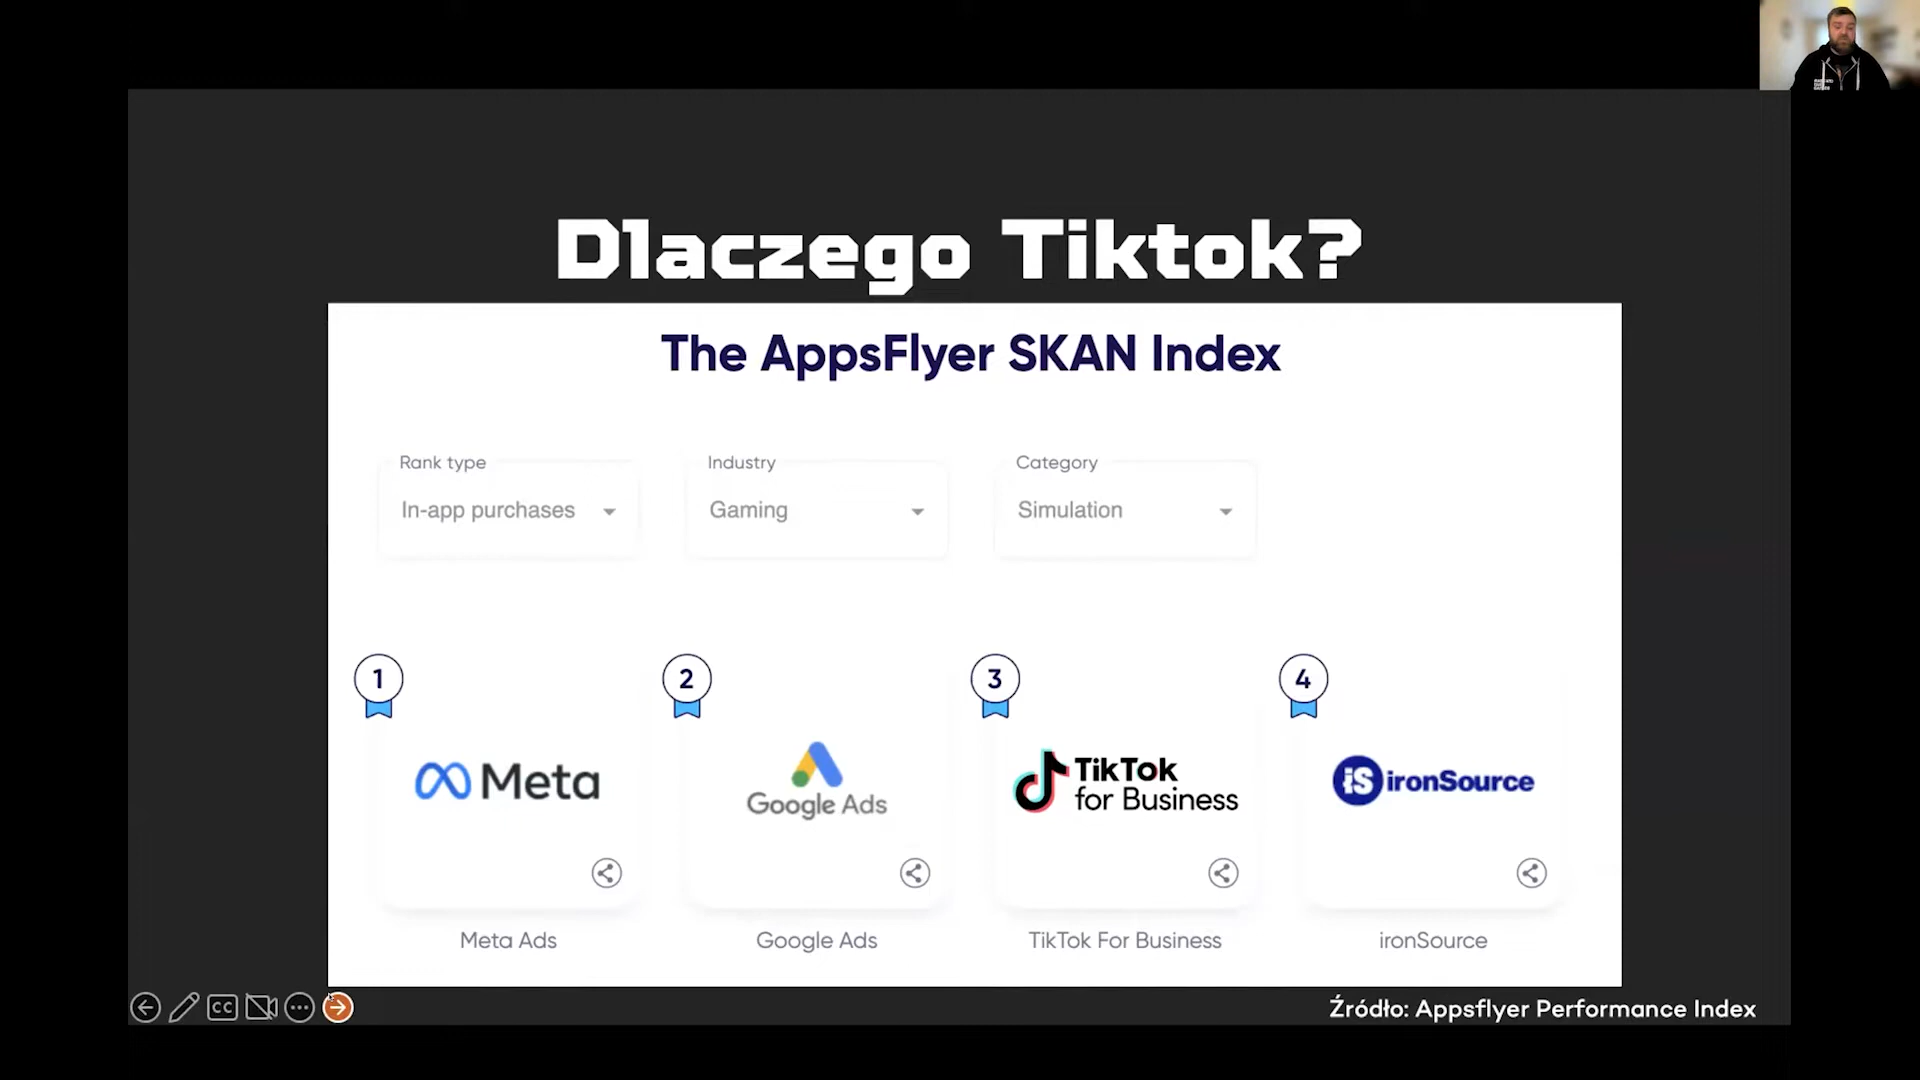 Dlaczego Tiktok?
The AppsFlyer SKAN Index
Rank type
Industry
Category
In-app purchases
Gaming
Simulation
1
2
3
4
Meta
Google Ads
TikTok
for Business
iS ironSource
Meta Ads
Google Ads
TikTok For Business
ironSource
CC
Źródło: Appsflyer Performance Index